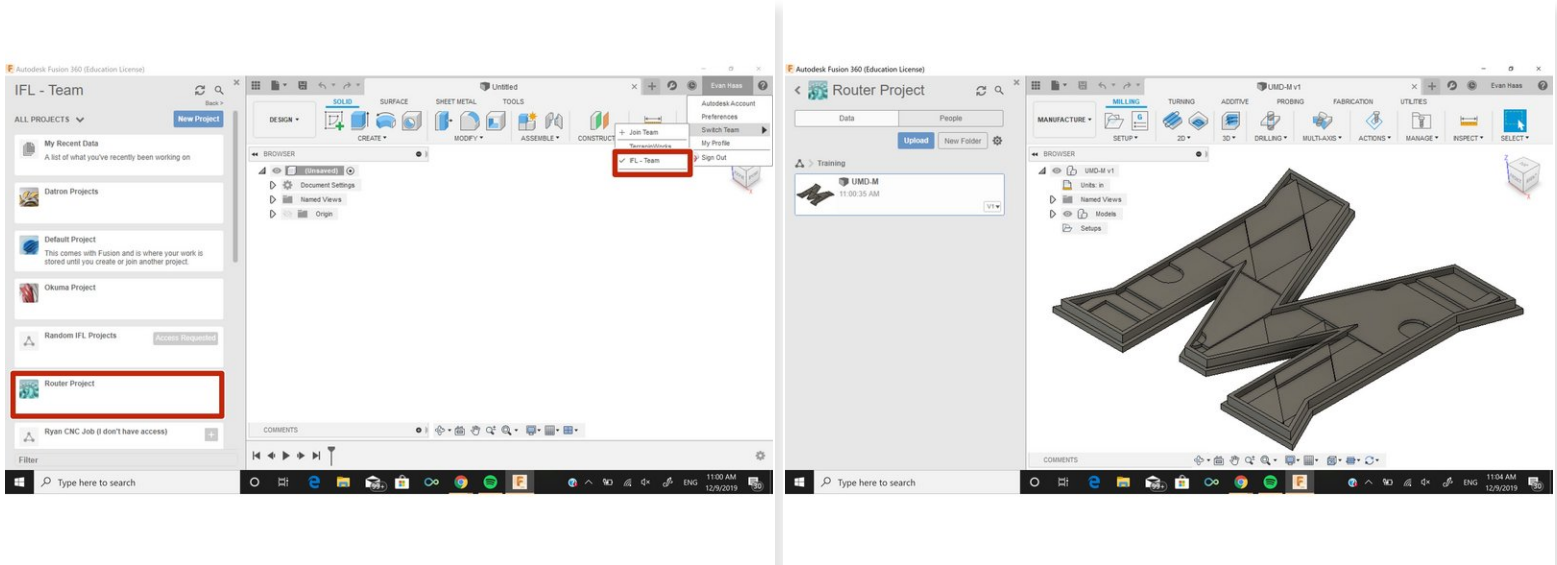 Autodesk Fusion 360 (Education License)
IFL - Team
Back >
ALL PROJECTS
New Project
My Recent Data
A list of what you've recently been working on
Datron Projects
Default Project
This comes with Fusion and is where your work is
stored until you create or join another project.
Okuma Project
Random IFL Projects
Access Requested
Router Project
Ryan CNC Job (I don't have access)
Filter
Untitled
Evan Haas
SOLID SURFACE SHEET METAL TOOLS
DESIGN
CREATE MODIFY ASSEMBLE CONSTRUCT
Autodesk Account
Preferences
Switch Team
My Profile
Sign Out
Join Team
IFL - Team
BROWSER
(Unsaved)
Document Settings
Named Views
Origin
COMMENTS
Type here to search
99+
ENG
11:00 AM
12/9/2019
30
Autodesk Fusion 360 (Education License)
Router Project
Data People
Upload New Folder
Training
UMD-M
11:00:35 AM
V1
UMD-M v1
Evan Haas
MILLING TURNING ADDITIVE PROBING FABRICATION UTILITIES
MANUFACTURE
G
SETUP 2D 3D DRILLING MULTI-AXIS ACTIONS MANAGE INSPECT SELECT
BROWSER
UMD-M v1
Units: in
Named Views
Models
Setups
COMMENTS
Type here to search
99+
ENG
11:04 AM
12/9/2019
30